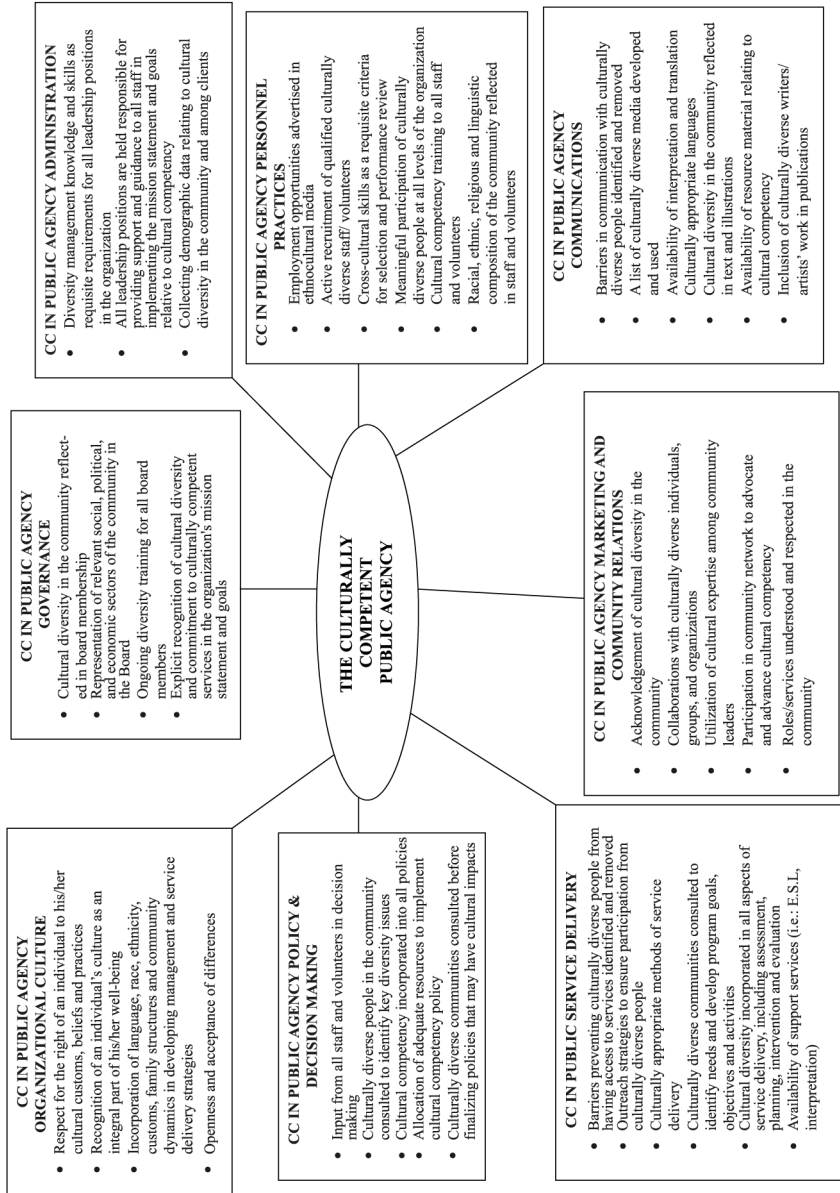 CC IN PUBLIC AGENCY
ORGANIZATIONAL CULTURE
• Respect for the right of an individual to his/her
cultural customs, beliefs and practices
• Recognition of an individual’s culture as an
integral part of his/her well-being
• Incorporation of language, race, ethnicity,
customs, family structures and community
dynamics in developing management and service
delivery strategies
• Openness and acceptance of differences
CC IN PUBLIC AGENCY
GOVERNANCE
• Cultural diversity in the community reflect-
ed in board membership
• Representation of relevant social, political,
and economic sectors of the community in
the Board
• Ongoing diversity training for all board
members
• Explicit recognition of cultural diversity
and commitment to culturally competent
services in the organization's mission
statement and goals
CC IN PUBLIC AGENCY ADMINISTRATION
• Diversity management knowledge and skills as
requisite requirements for all leadership positions
in the organization
• All leadership positions are held responsible for
providing support and guidance to all staff in
implementing the mission statement and goals
relative to cultural competency
• Collecting demographic data relating to cultural
diversity in the community and among clients
CC IN PUBLIC AGENCY POLICY &
DECISION MAKING
• Input from all staff and volunteers in decision
making
• Culturally diverse people in the community
consulted to identify key diversity issues
• Cultural competency incorporated into all policies
• Allocation of adequate resources to implement
cultural competency policy
• Culturally diverse communities consulted before
finalizing policies that may have cultural impacts
THE CULTURALLY
COMPETENT
PUBLIC AGENCY
CC IN PUBLIC AGENCY PERSONNEL
PRACTICES
• Employment opportunities advertised in
ethnocultural media
• Active recruitment of qualified culturally
diverse staff/ volunteers
• Cross-cultural skills as a requisite criteria
for selection and performance review
• Meaningful participation of culturally
diverse people at all levels of the organization
• Cultural competency training to all staff
and volunteers
• Racial, ethnic, religious and linguistic
composition of the community reflected
in staff and volunteers
CC IN PUBLIC SERVICE DELIVERY
• Barriers preventing culturally diverse people from
having access to services identified and removed
• Outreach strategies to ensure participation from
culturally diverse people
• Culturally appropriate methods of service
delivery
• Culturally diverse communities consulted to
identify needs and develop program goals,
objectives and activities
• Cultural diversity incorporated in all aspects of
service delivery, including assessment,
planning, intervention and evaluation
• Availability of support services (i.e.: E.S.L,
interpretation)
CC IN PUBLIC AGENCY MARKETING AND
COMMUNITY RELATIONS
• Acknowledgement of cultural diversity in the
community
• Collaborations with culturally diverse individuals,
groups, and organizations
• Utilization of cultural expertise among community
leaders
• Participation in community network to advocate
and advance cultural competency
• Roles/services understood and respected in the
community
CC IN PUBLIC AGENCY
COMMUNICATIONS
• Barriers in communication with culturally
diverse people identified and removed
• A list of culturally diverse media developed
and used
• Availability of interpretation and translation
Culturally appropriate languages
• Cultural diversity in the community reflected
in text and illustrations
• Availability of resource material relating to
cultural competency
• Inclusion of culturally diverse writers/
artists’ work in publications